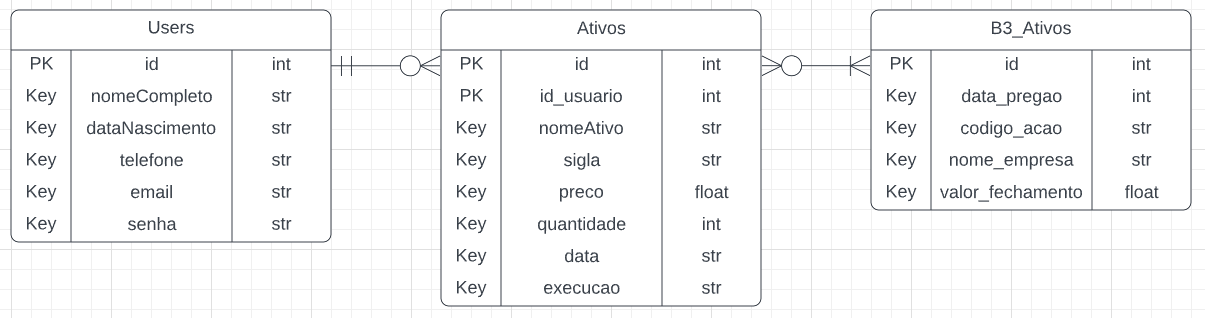 Users
PK id int
Key nomeCompleto str
Key dataNascimento str
Key telefone str
Key email str
Key senha str
Ativos
PK id int
PK id_usuario int
Key nomeAtivo str
Key sigla str
Key preco float
Key quantidade int
Key data str
Key execucao str
B3_Ativos
PK id int
Key data_pregao int
Key codigo_acao str
Key nome_empresa str
Key valor_fechamento float